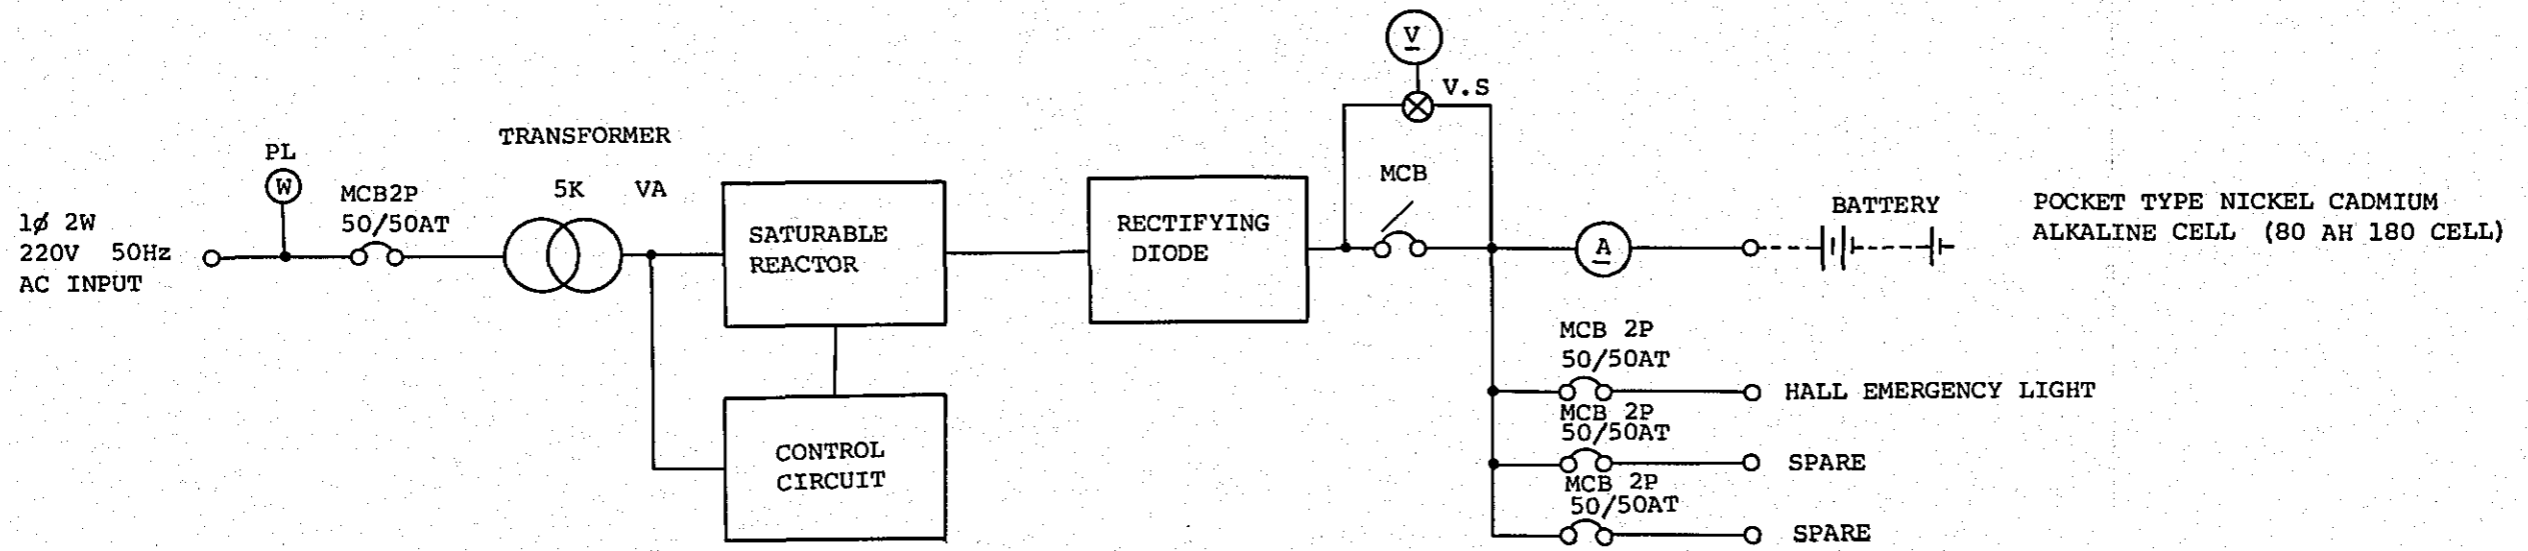 V
V.S
TRANSFORMER
PL
W
MCB2P
50/50AT
5K VA
MCB
1ø 2W
220V 50Hz
AC INPUT
SATURABLE
REACTOR
RECTIFYING
DIODE
A
BATTERY
POCKET TYPE NICKEL CADMIUM
ALKALINE CELL (80 AH 180 CELL)
MCB 2P
50/50AT
HALL EMERGENCY LIGHT
MCB 2P
50/50AT
SPARE
MCB 2P
50/50AT
SPARE
CONTROL
CIRCUIT